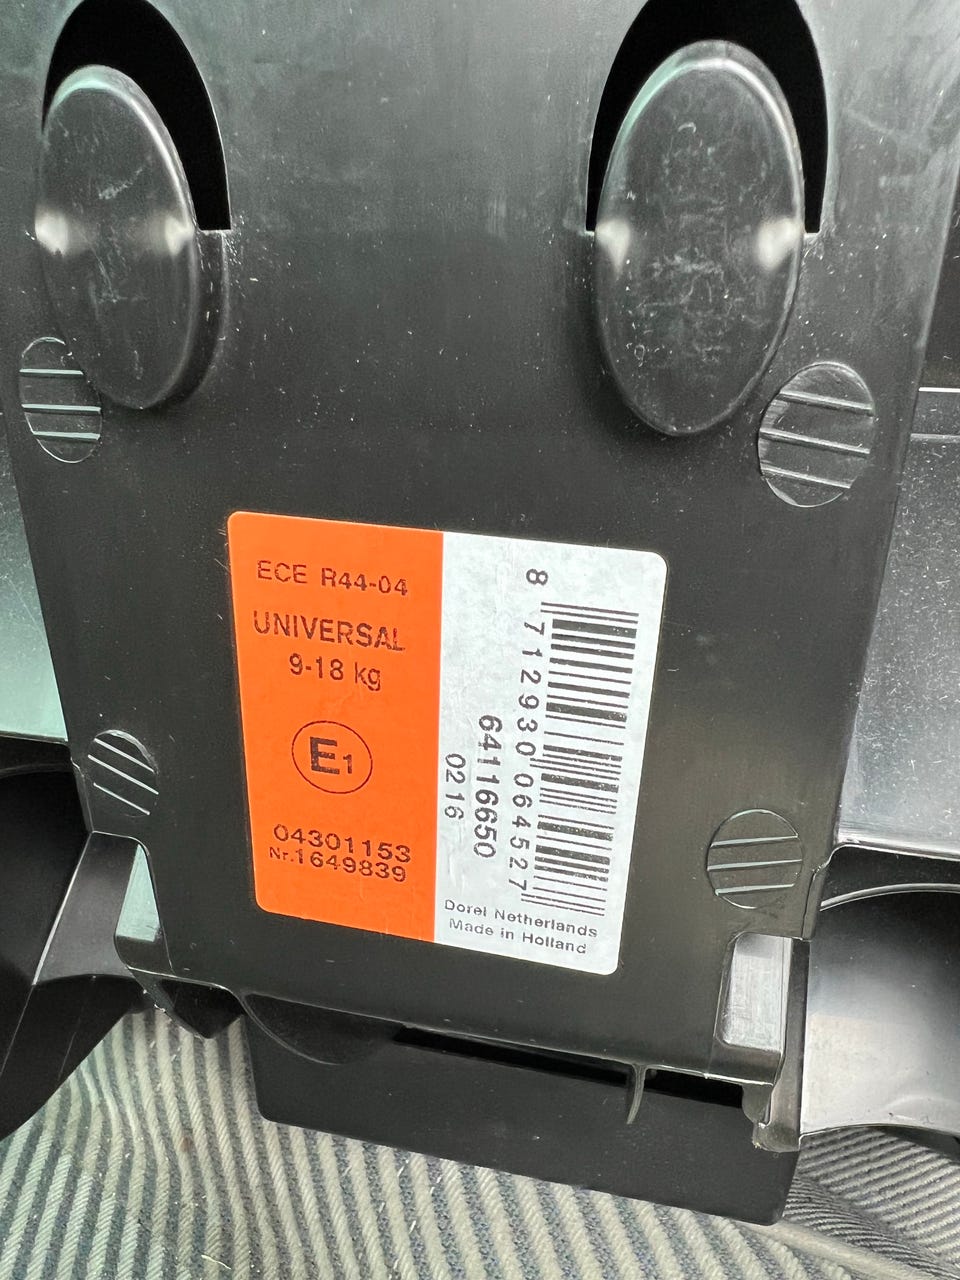 ECE R44-04
UNIVERSAL
9-18 kg
E1
04301153
Nr.1649839
8 712930 064527
64116650
0216
Dorel Netherlands
Made in Holland